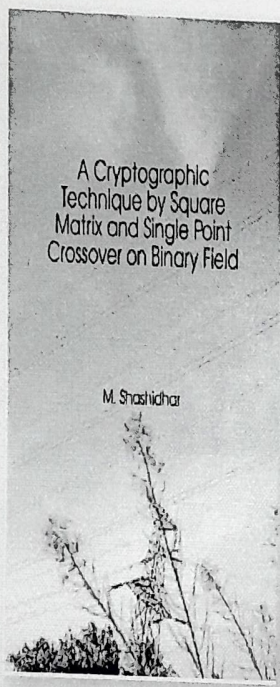 A Cryptographic
Technique by Square
Matrix and Single Point
Crossover on Binary Field
M. Shashidhar